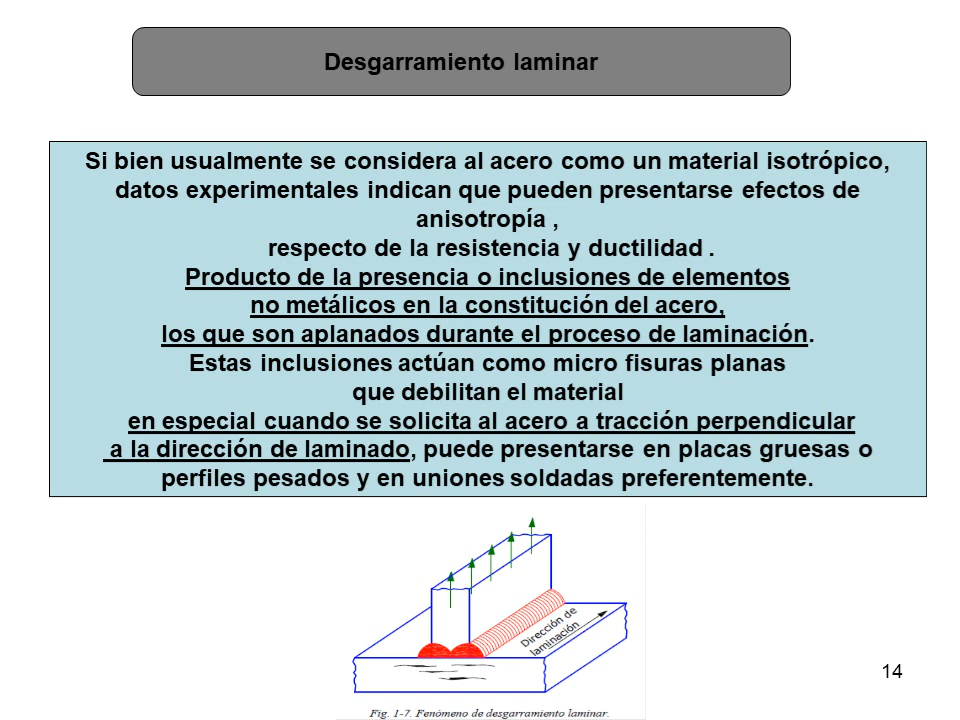 Desgarramiento laminar
Si bien usualmente se considera al acero como un material isotrópico,
datos experimentales indican que pueden presentarse efectos de
anisotropía ,
respecto de la resistencia y ductilidad .
Producto de la presencia o inclusiones de elementos
no metálicos en la constitución del acero,
los que son aplanados durante el proceso de laminación.
Estas inclusiones actúan como micro fisuras planas
que debilitan el material
en especial cuando se solicita al acero a tracción perpendicular
a la dirección de laminado, puede presentarse en placas gruesas o
perfiles pesados y en uniones soldadas preferentemente.
Dirección de
laminación
Fig. 1-7. Fenómeno de desgarramiento laminar.
14